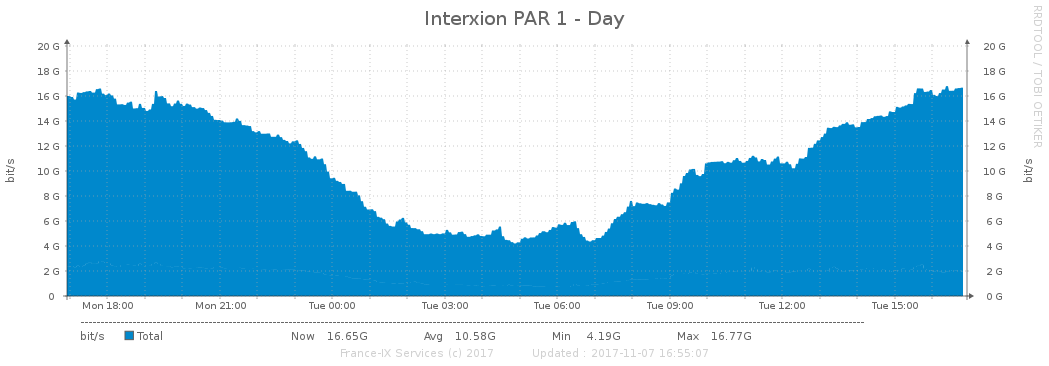 Interxion PAR 1 - Day
RRDTOOL / TOBI OETIKER
20 G 20 G
18 G 18 G
16 G 16 G
14 G 14 G
12 G 12 G
10 G 10 G
8 G 8 G
6 G 6 G
4 G 4 G
2 G 2 G
0 0 G
bit/s bit/s
Mon 18:00 Mon 21:00 Tue 00:00 Tue 03:00 Tue 06:00 Tue 09:00 Tue 12:00 Tue 15:00
bit/s Total Now 16.65G Avg 10.58G Min 4.19G Max 16.77G
France-IX Services (c) 2017 Updated : 2017-11-07 16:55:07